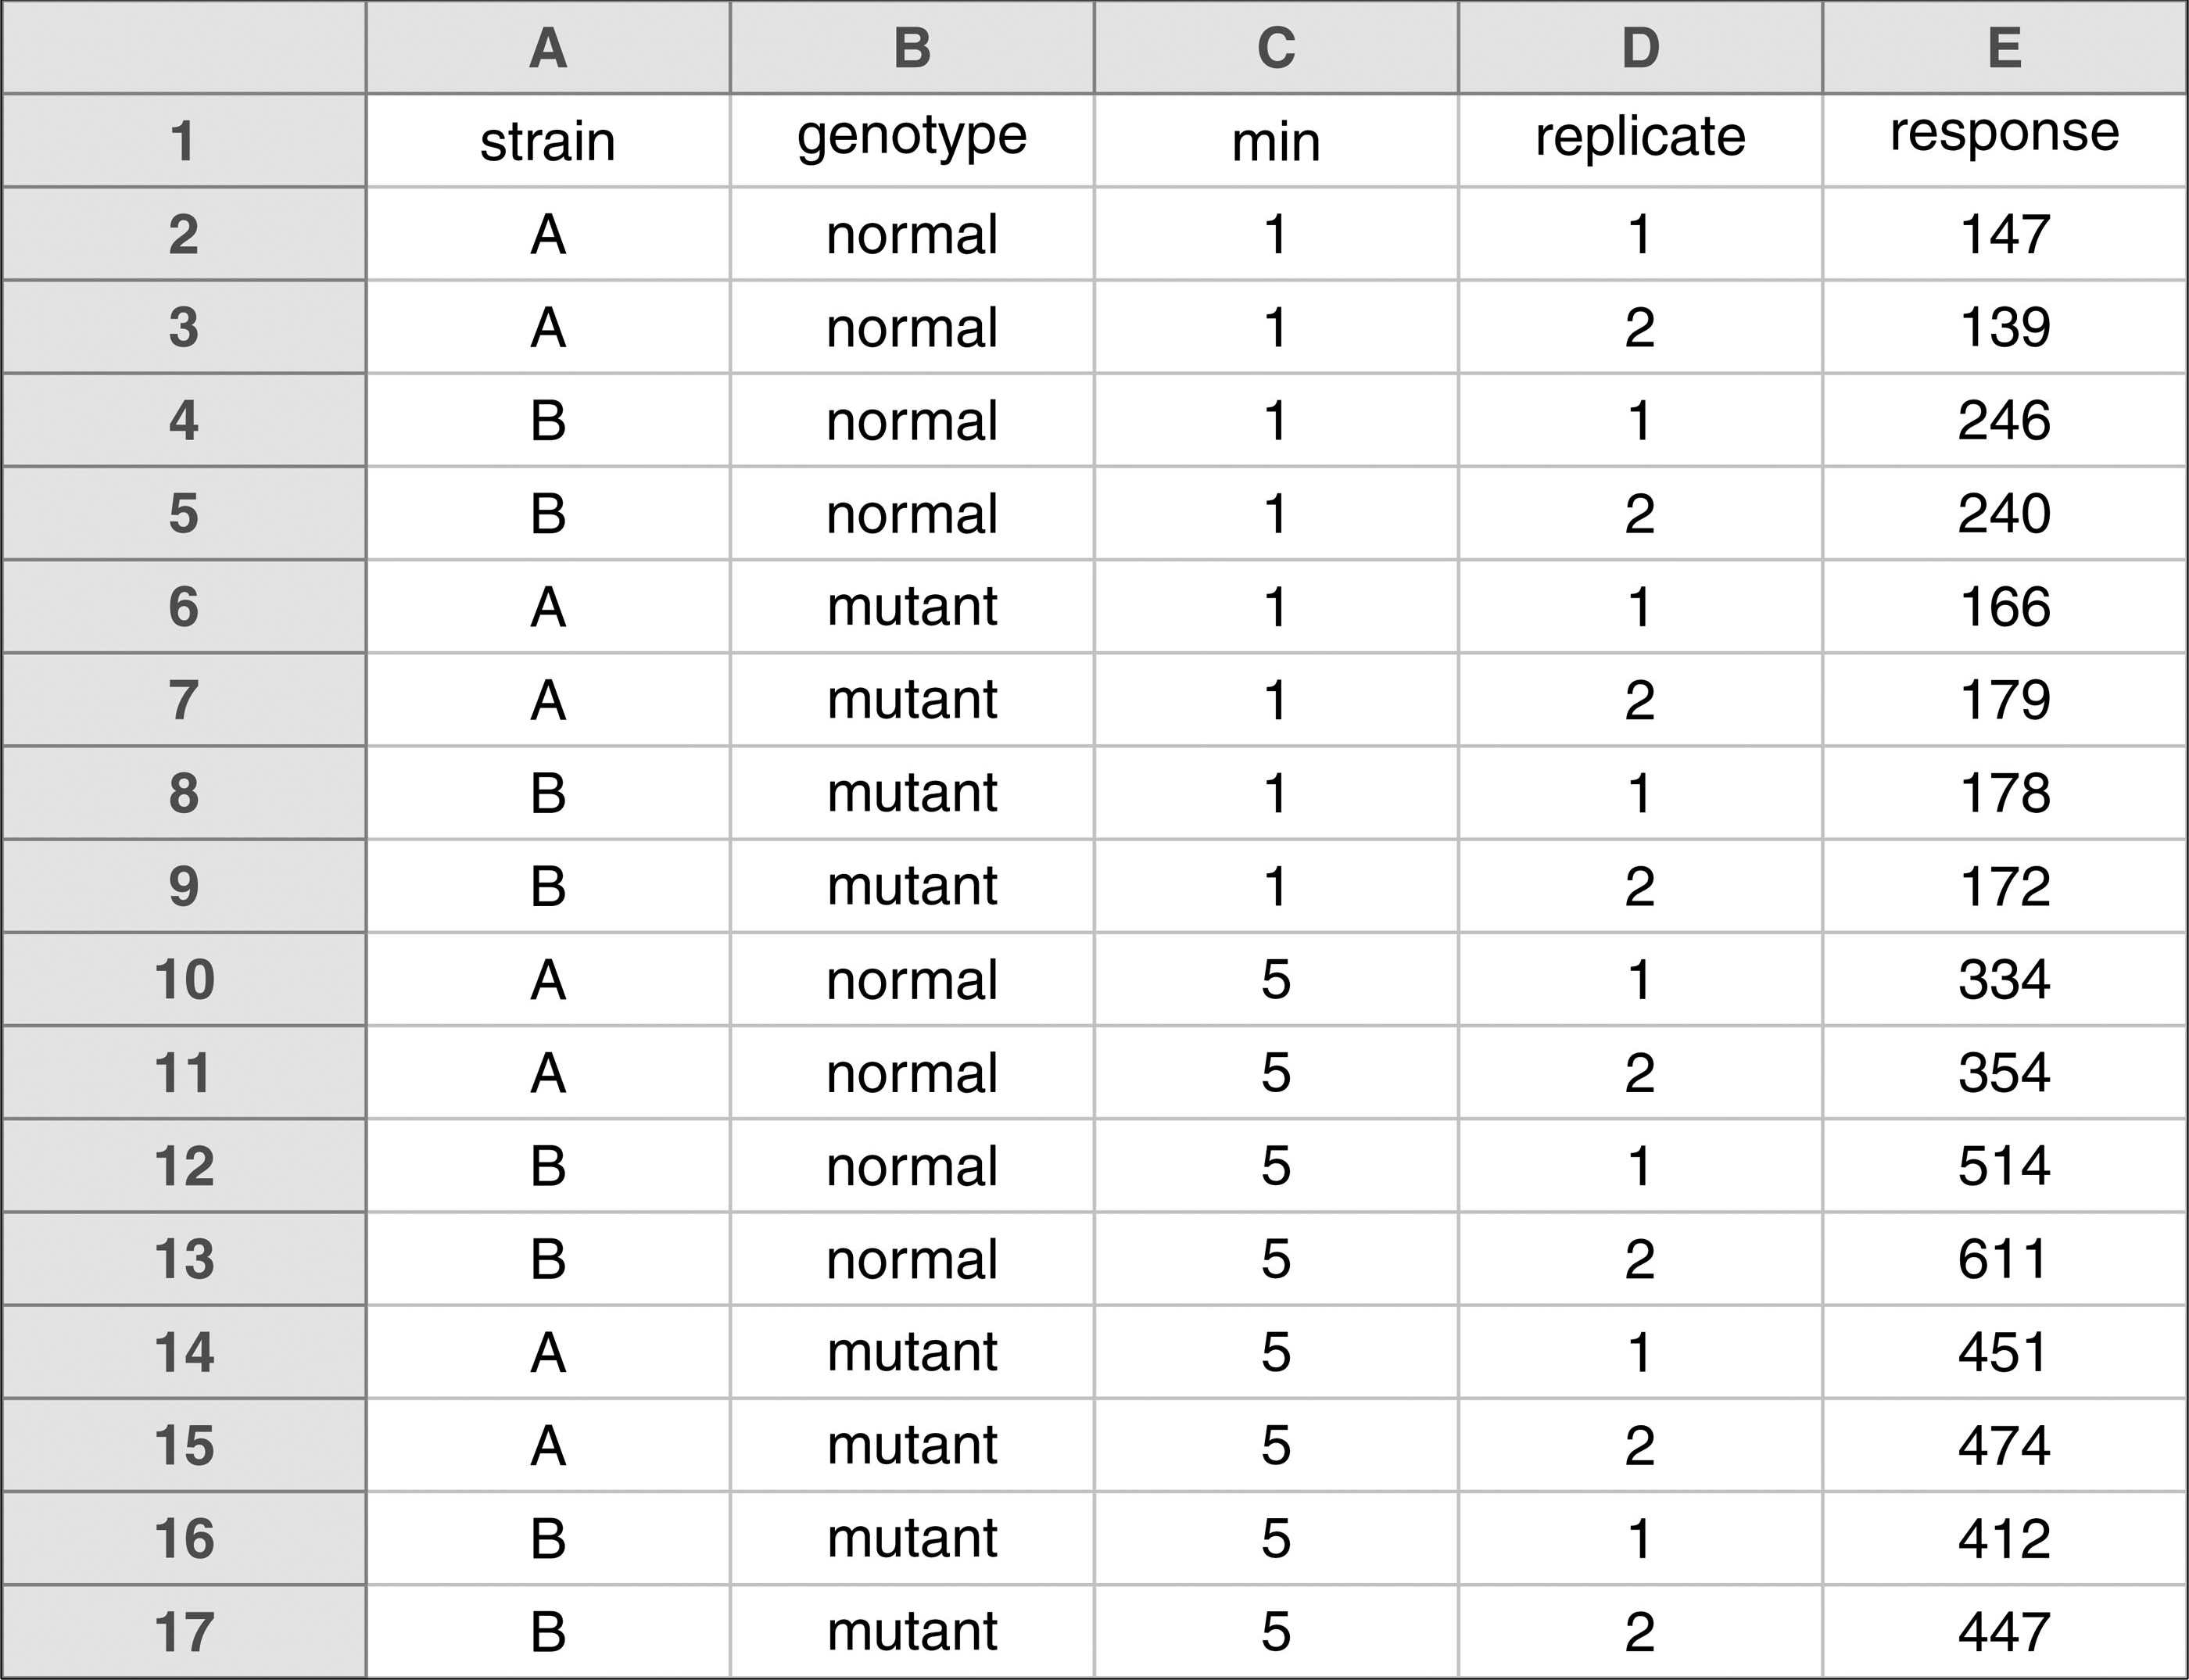 A B C D E
1 strain genotype min replicate response
2 A normal 1 1 147
3 A normal 1 2 139
4 B normal 1 1 246
5 B normal 1 2 240
6 A mutant 1 1 166
7 A mutant 1 2 179
8 B mutant 1 1 178
9 B mutant 1 2 172
10 A normal 5 1 334
11 A normal 5 2 354
12 B normal 5 1 514
13 B normal 5 2 611
14 A mutant 5 1 451
15 A mutant 5 2 474
16 B mutant 5 1 412
17 B mutant 5 2 447